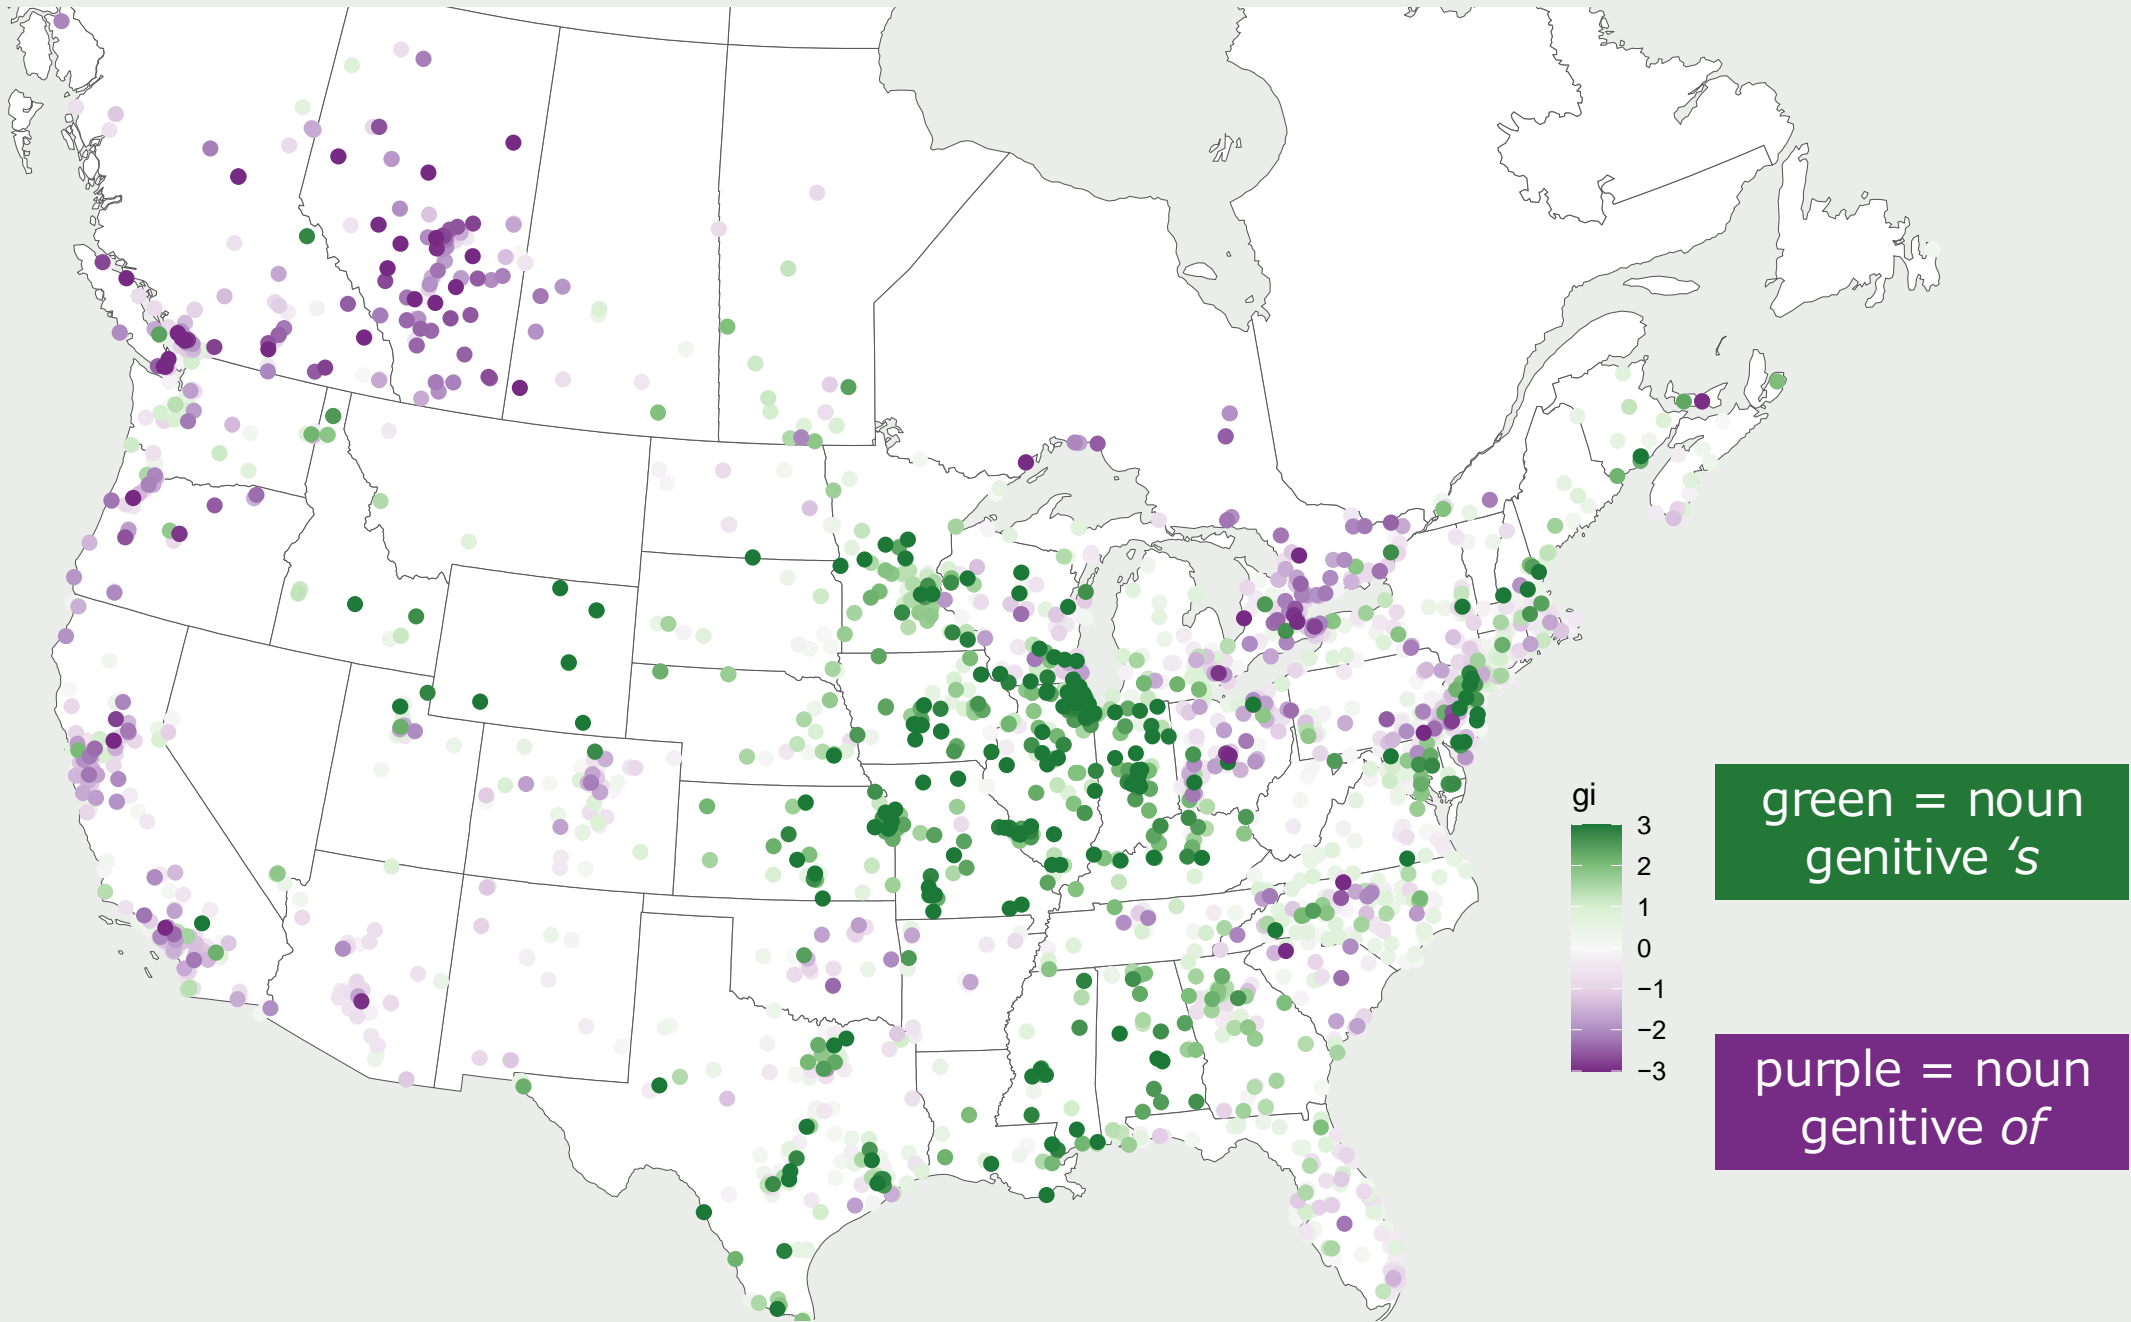 gi
3
2
1
0
−1
−2
−3
green = noun
genitive ‘s
purple = noun
genitive of